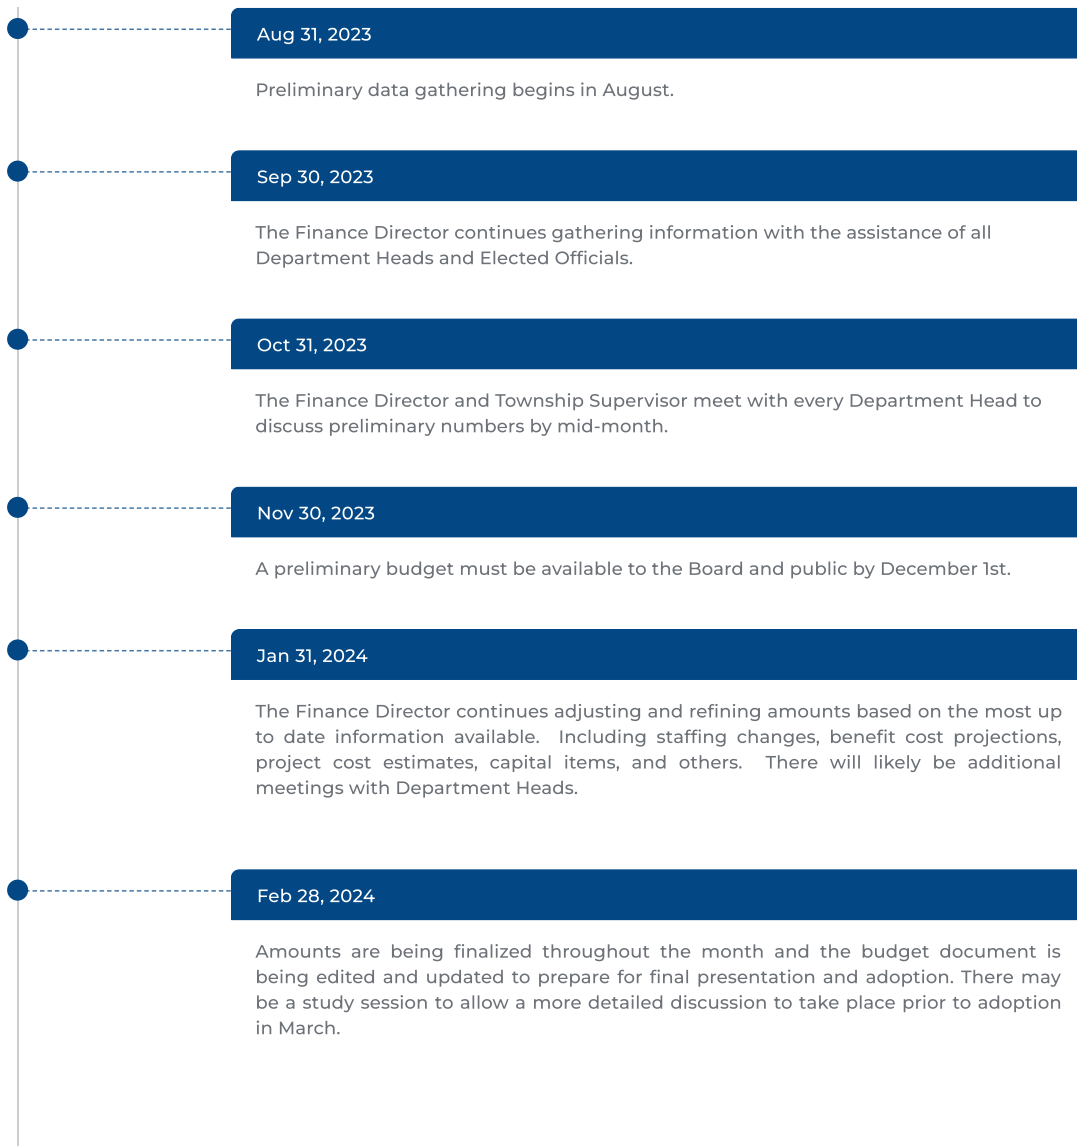 Aug 31, 2023
Preliminary data gathering begins in August.
Sep 30, 2023
The Finance Director continues gathering information with the assistance of all
Department Heads and Elected Officials.
Oct 31, 2023
The Finance Director and Township Supervisor meet with every Department Head to
discuss preliminary numbers by mid-month.
Nov 30, 2023
A preliminary budget must be available to the Board and public by December 1st.
Jan 31, 2024
The Finance Director continues adjusting and refining amounts based on the most up
to date information available.  Including staffing changes, benefit cost projections,
project cost estimates, capital items, and others.  There will likely be additional
meetings with Department Heads.
Feb 28, 2024
Amounts are being finalized throughout the month and the budget document is
being edited and updated to prepare for final presentation and adoption. There may
be a study session to allow a more detailed discussion to take place prior to adoption
in March.